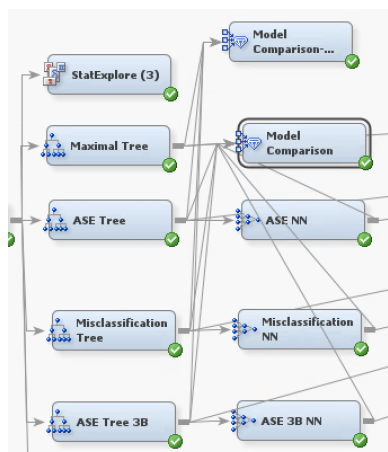 Model
Comparison-...
StatExplore (3)
Maximal Tree
Model
Comparison
ASE Tree
ASE NN
Misclassification
Tree
Misclassification
NN
ASE Tree 3B
ASE 3B NN